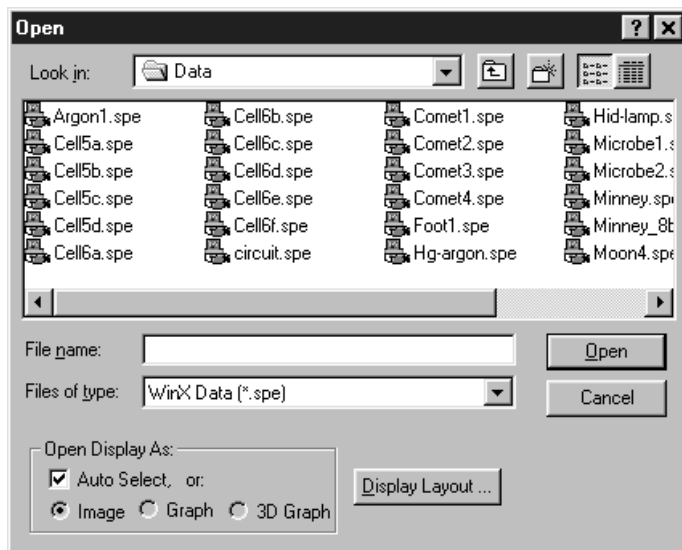 Open
Look in: Data
Argon1.spe Cell6b.spe Comet1.spe Hid-lamp.s
Cell5a.spe Cell6c.spe Comet2.spe Microbe1.s
Cell5b.spe Cell6d.spe Comet3.spe Microbe2.s
Cell5c.spe Cell6e.spe Comet4.spe Minney.spe
Cell5d.spe Cell6f.spe Foot1.spe Minney_8b
Cell6a.spe circuit.spe Hg-argon.spe Moon4.spe
File name: Open
Files of type: WinX Data (*.spe) Cancel
Open Display As:
Auto Select, or:
Image Graph 3D Graph Display Layout ...